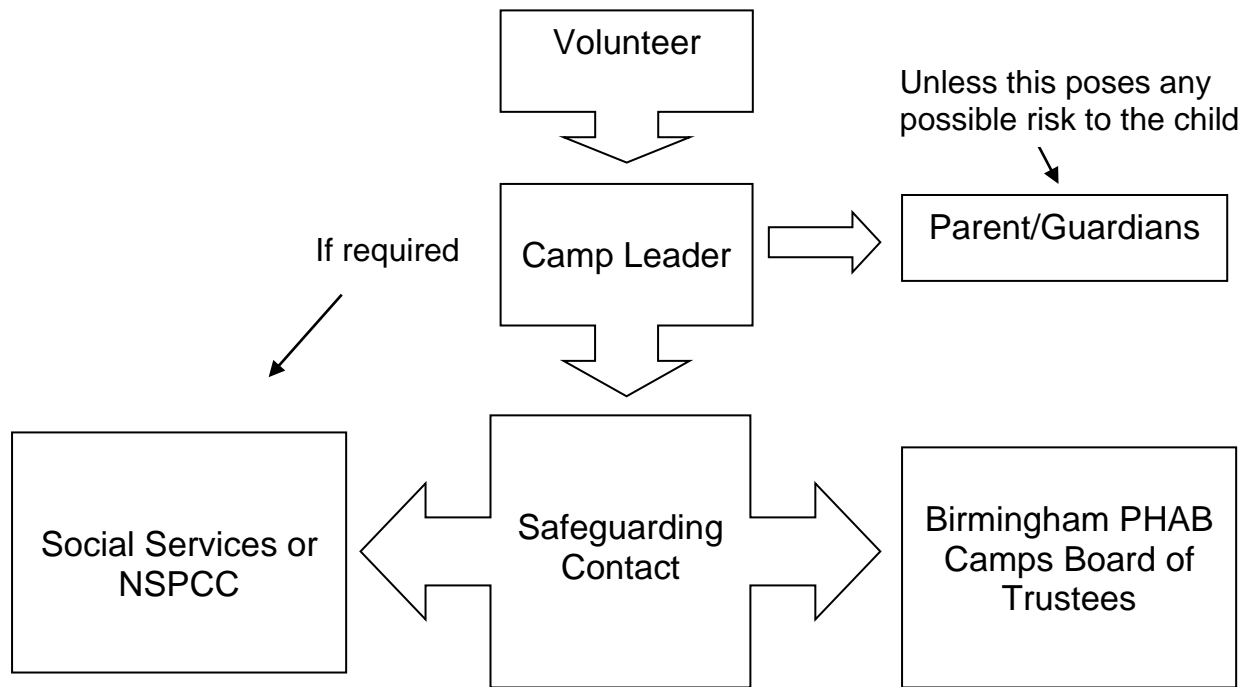 Volunteer
Unless this poses any
possible risk to the child
Parent/Guardians
If required
Camp Leader
Social Services or
NSPCC
Safeguarding
Contact
Birmingham PHAB
Camps Board of
Trustees